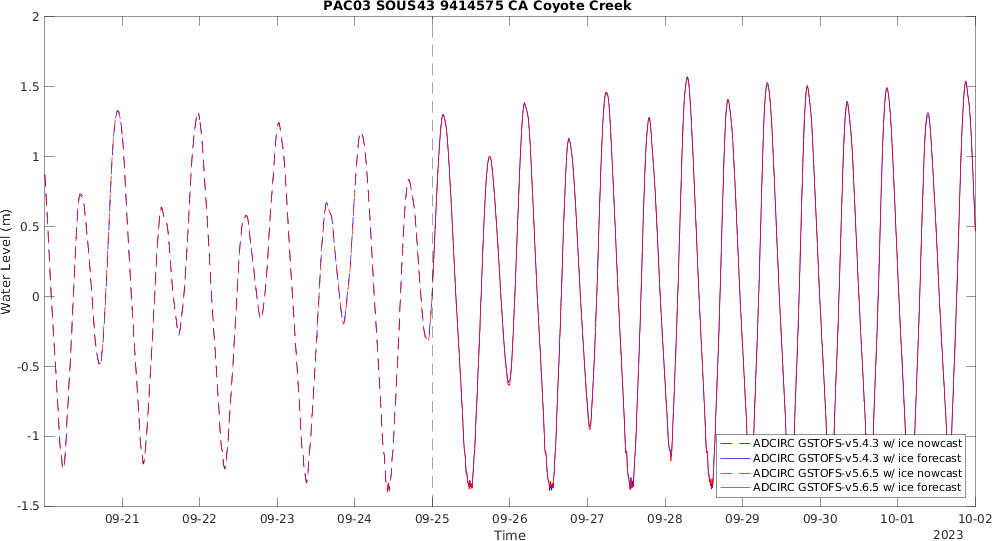 PAC03 SOUS43 9414575 CA Coyote Creek
2
1.5
1
0.5
0
-0.5
-1
-1.5
Water Level (m)
09-21 09-22 09-23 09-24 09-25 09-26 09-27 09-28 09-29 09-30 10-01 10-02
Time
2023
ADCIRC GSTOFS-v5.4.3 w/ ice nowcast
ADCIRC GSTOFS-v5.4.3 w/ ice forecast
ADCIRC GSTOFS-v5.6.5 w/ ice nowcast
ADCIRC GSTOFS-v5.6.5 w/ ice forecast